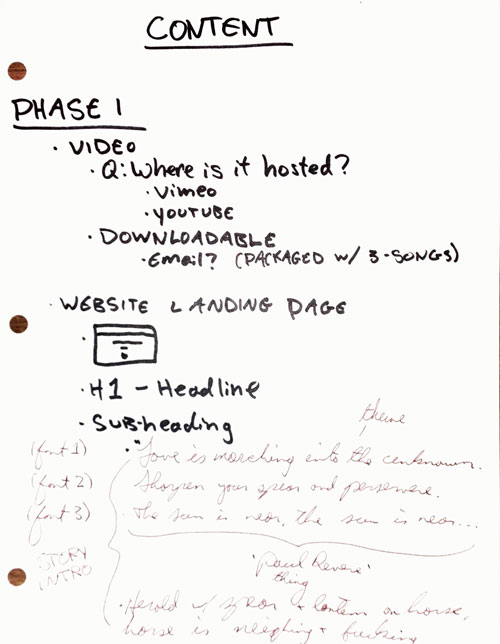 CONTENT
PHASE 1
· VIDEO
· Q: Where is it hosted?
· Vimeo
· YOUTUBE
· DOWNLOADABLE
· Email? (PACKAGED w/ 3-SONGS)
· WEBSITE LANDING PAGE
· H1 - Headline
· SUB-heading
theme
(font 1) · "Love is marching into the unknown.
(font 2) Sharpen your spear and persevere.
(font 3) · The sun is near, the sun is near...
STORY
INTRO
'Paul Revere'
thing
· Herold w/ spear + lantern on horse,
horse is neighing +